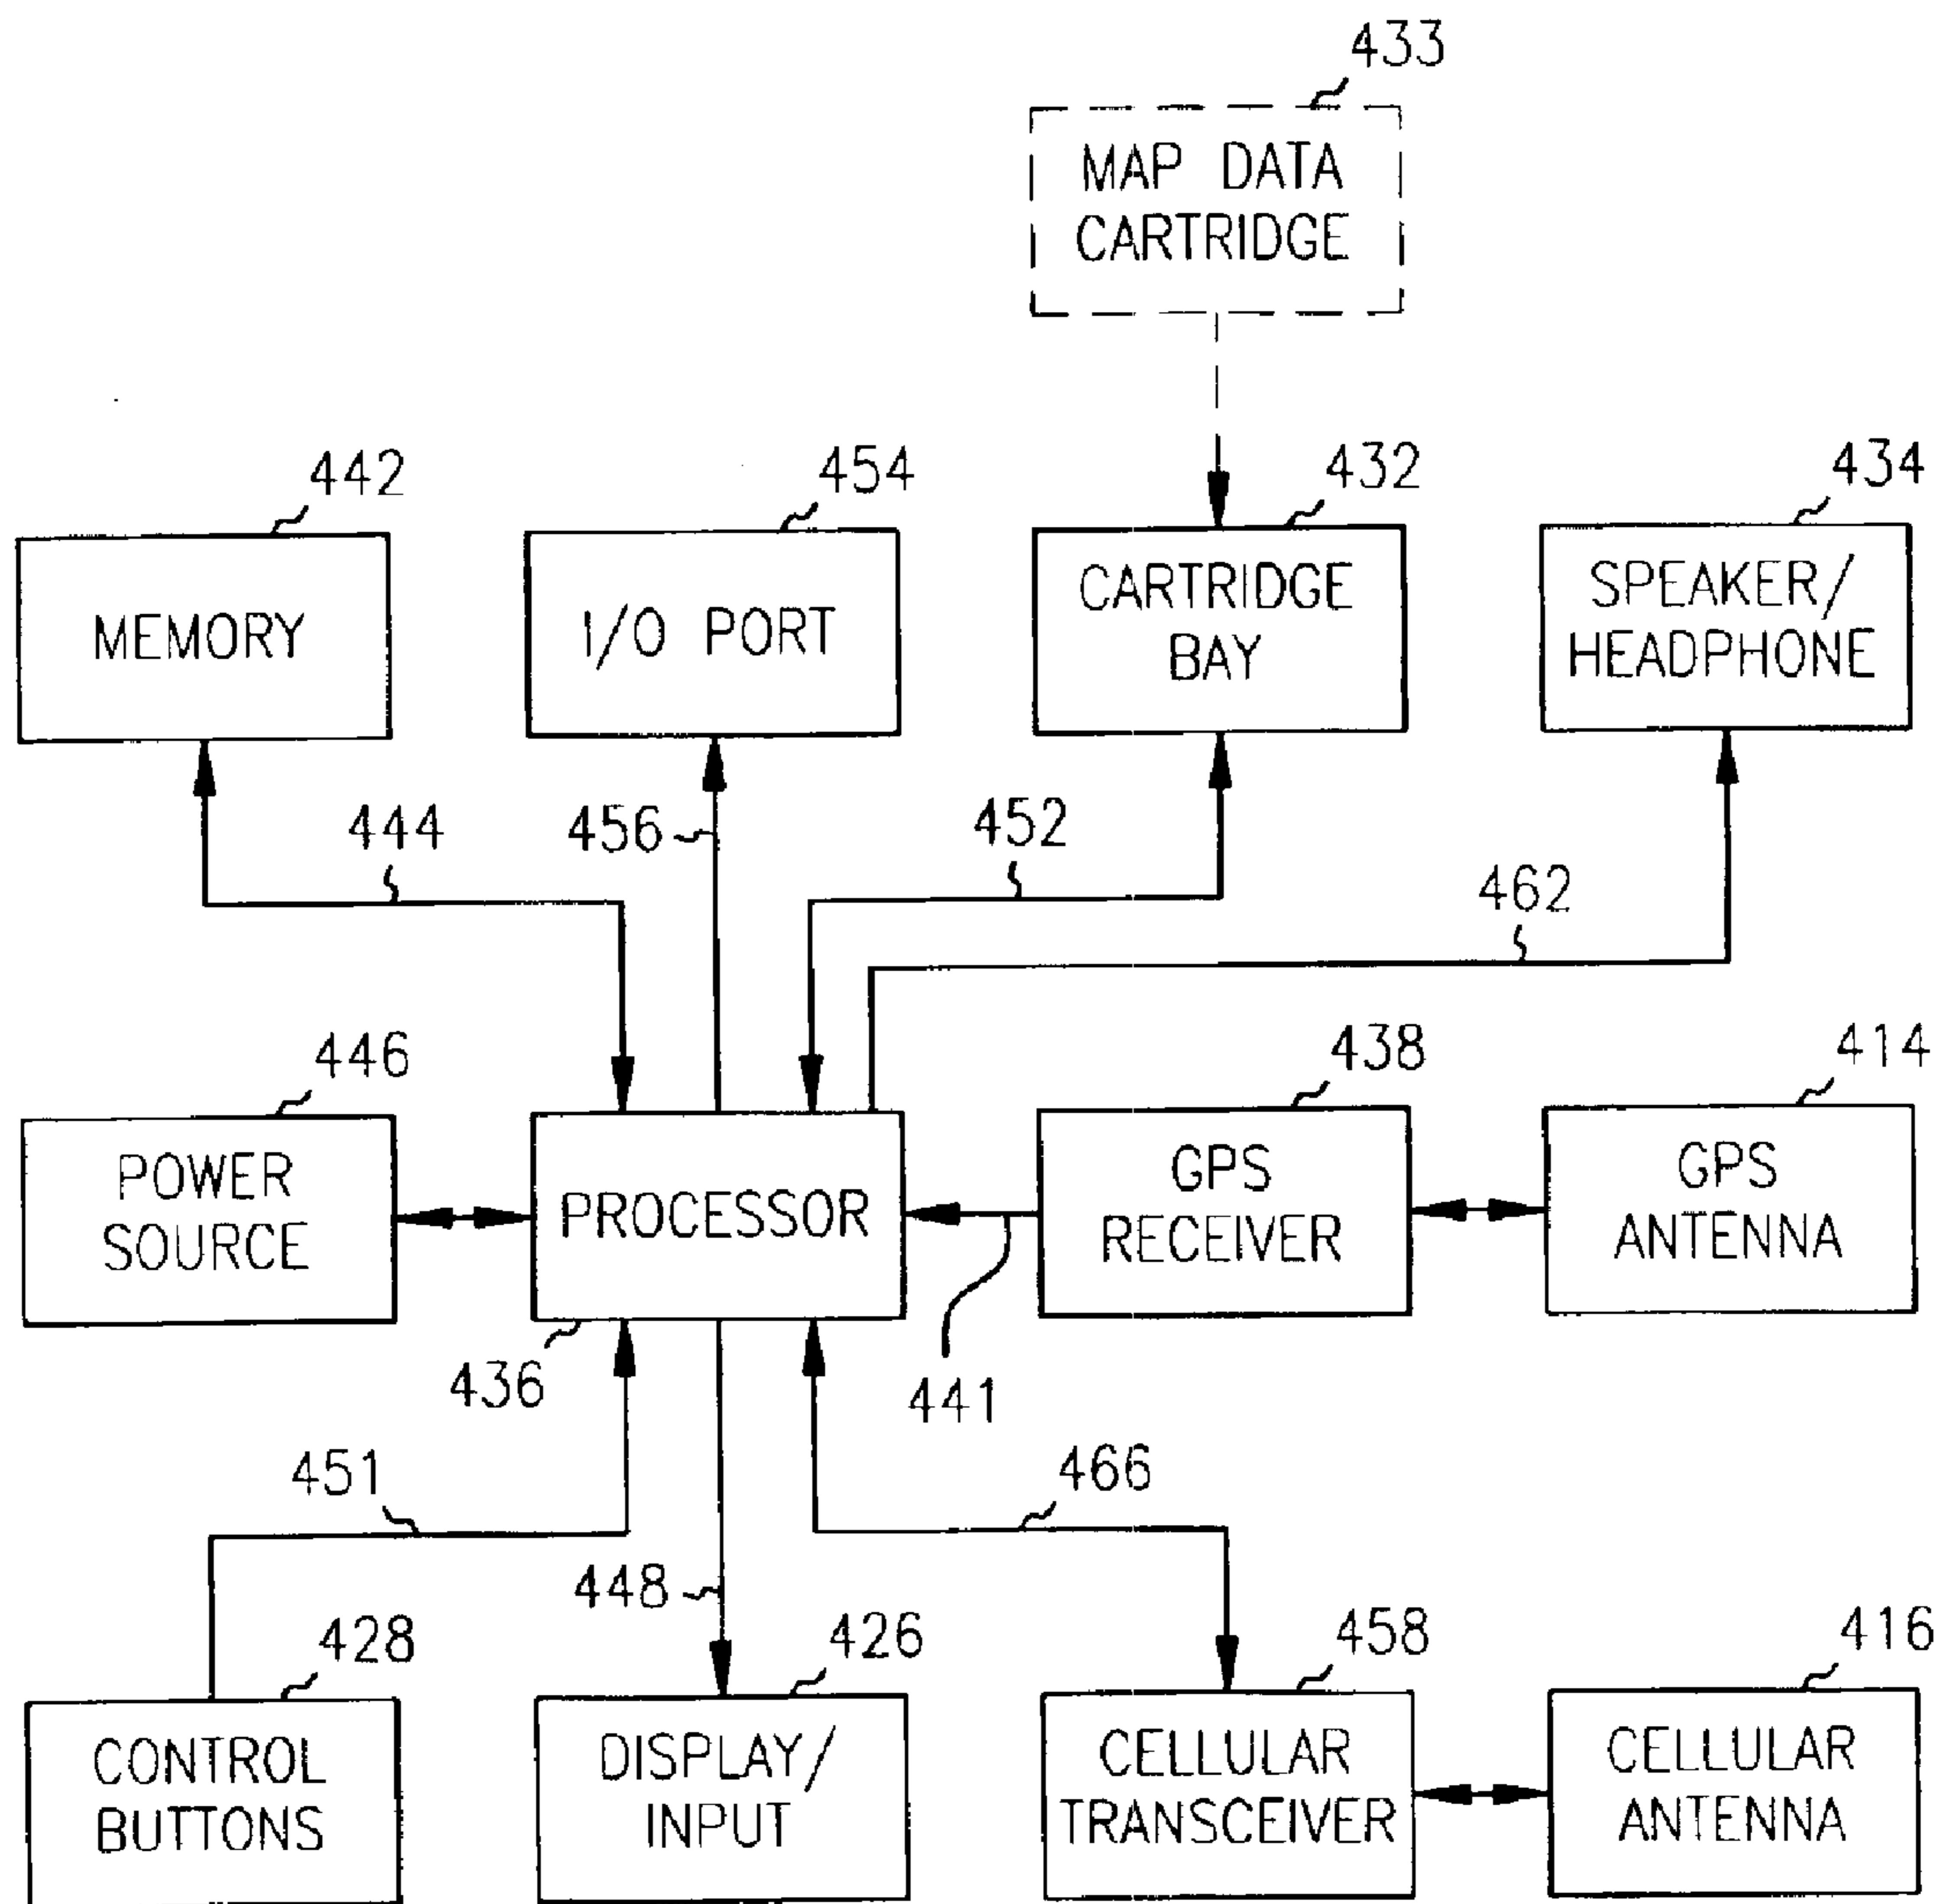 433
MAP DATA
CARTRIDGE
442
454
432
434
MEMORY
I/O PORT
CARTRIDGE
BAY
SPEAKER/
HEADPHONE
444
456
452
462
446
438
414
POWER
SOURCE
PROCESSOR
GPS
RECEIVER
GPS
ANTENNA
436
441
451
466
448
428
426
458
416
CONTROL
BUTTONS
DISPLAY/
INPUT
CELLULAR
TRANSCEIVER
CELLULAR
ANTENNA